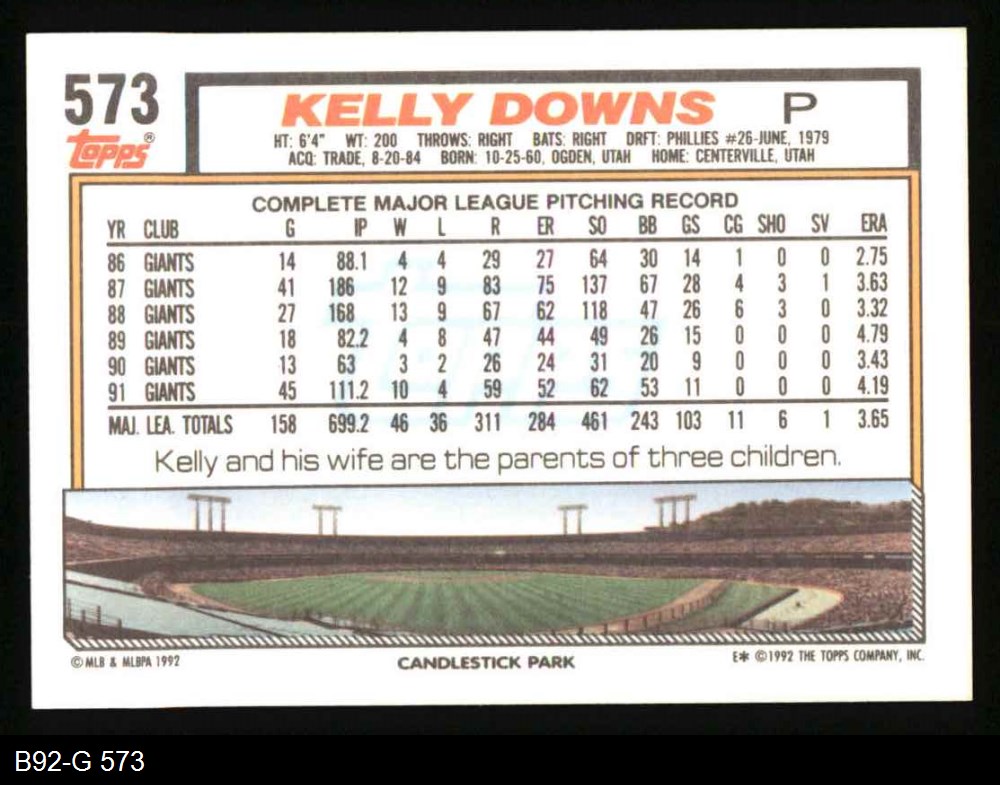 573
Topps®
KELLY DOWNS P
HT: 6'4" WT: 200 THROWS: RIGHT BATS: RIGHT DRFT: PHILLIES #26-JUNE, 1979
ACQ: TRADE, 8-20-84 BORN: 10-25-60, OGDEN, UTAH HOME: CENTERVILLE, UTAH
COMPLETE MAJOR LEAGUE PITCHING RECORD
YR CLUB G IP W L R ER SO BB GS CG SHO SV ERA
86 GIANTS 14 88.1 4 4 29 27 64 30 14 1 0 0 2.75
87 GIANTS 41 186 12 9 83 75 137 67 28 4 3 1 3.63
88 GIANTS 27 168 13 9 67 62 118 47 26 6 3 0 3.32
89 GIANTS 18 82.2 4 8 47 44 49 26 15 0 0 0 4.79
90 GIANTS 13 63 3 2 26 24 31 20 9 0 0 0 3.43
91 GIANTS 45 111.2 10 4 59 52 62 53 11 0 0 0 4.19
MAJ. LEA. TOTALS 158 699.2 46 36 311 284 461 243 103 11 6 1 3.65
Topps
Kelly and his wife are the parents of three children.
© MLB & MLBPA 1992
CANDLESTICK PARK
E* ©1992 THE TOPPS COMPANY, INC.
B92-G 573